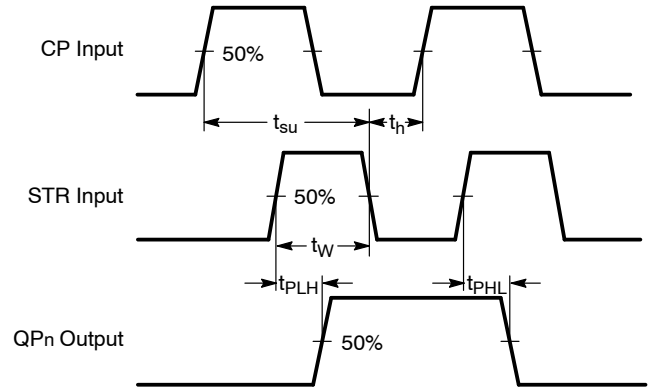 CP Input
50%
tsu
th
STR Input
50%
tW
tPLH
tPHL
QPn Output
50%